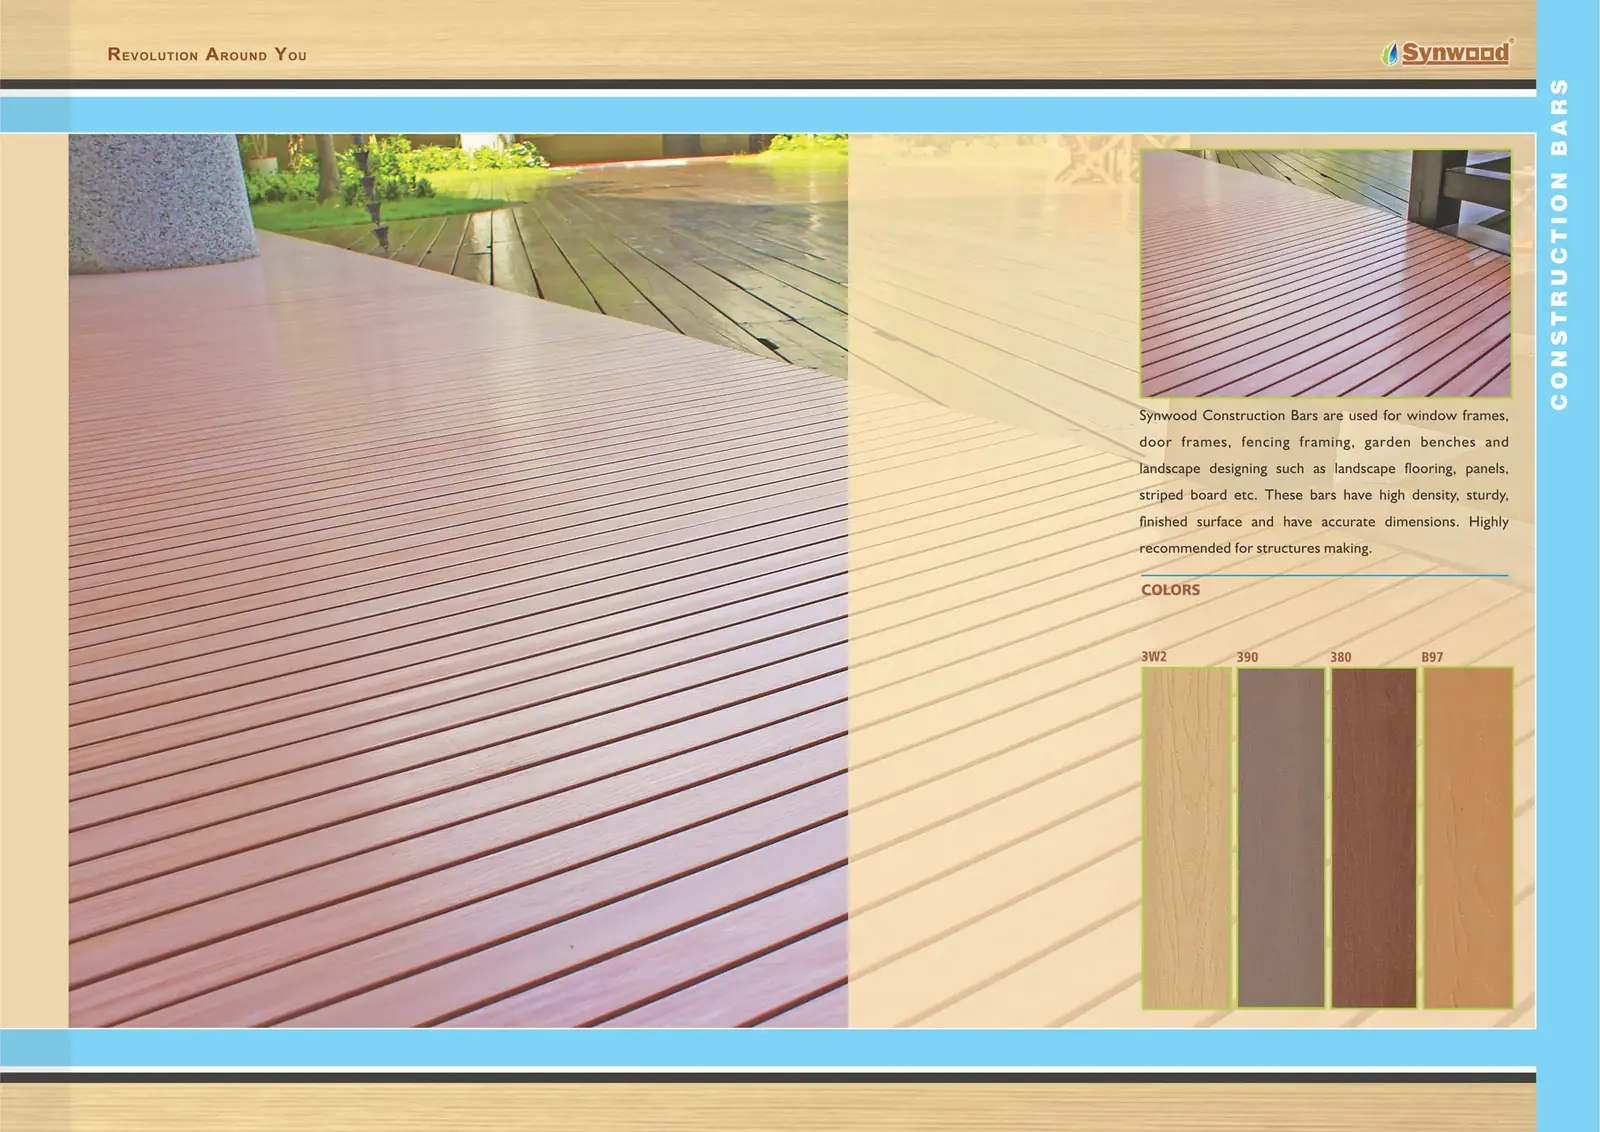 REVOLUTION AROUND YOU
Synwood®
CONSTRUCTION BARS
Synwood Construction Bars are used for window frames,
door frames, fencing framing, garden benches and
landscape designing such as landscape flooring, panels,
striped board etc. These bars have high density, sturdy,
finished surface and have accurate dimensions. Highly
recommended for structures making.
COLORS
3W2 390 380 B97